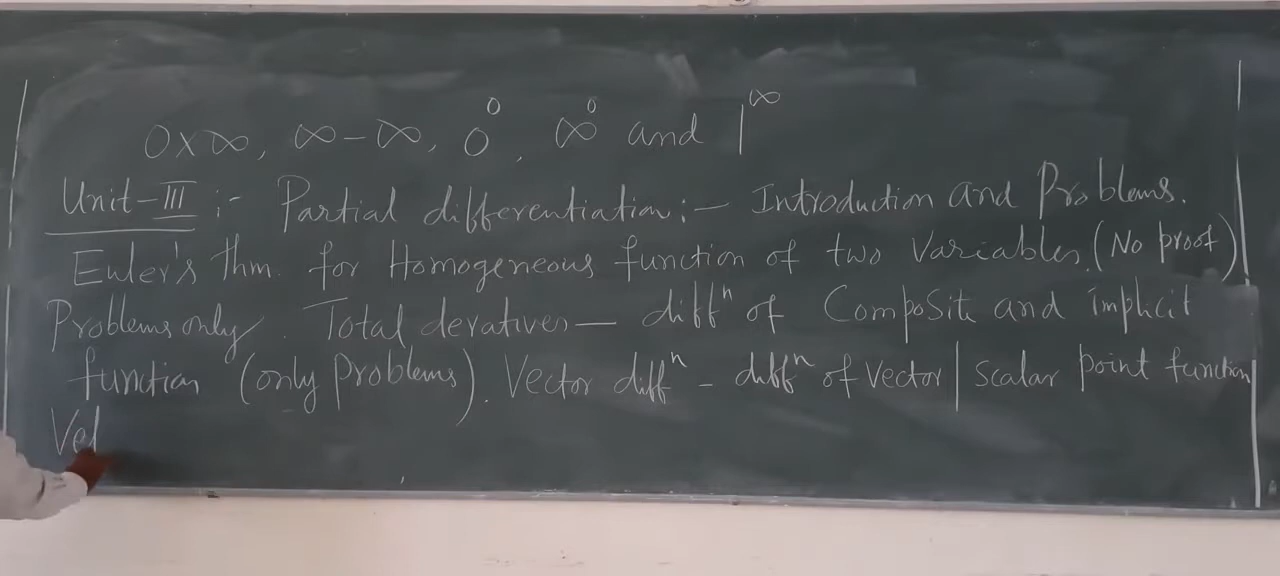 0×∞, ∞-∞, 0⁰, ∞⁰ and 1^∞
Unit-III :- Partial differentiation :- Introduction and Problems.
Euler's thm. for Homogeneous function of two Variables. (No proof)
Problems only. Total devatives — diffⁿ of Composite and implicit
function (only Problems). Vector diffⁿ - diffⁿ of vector | scalar point function
Vel